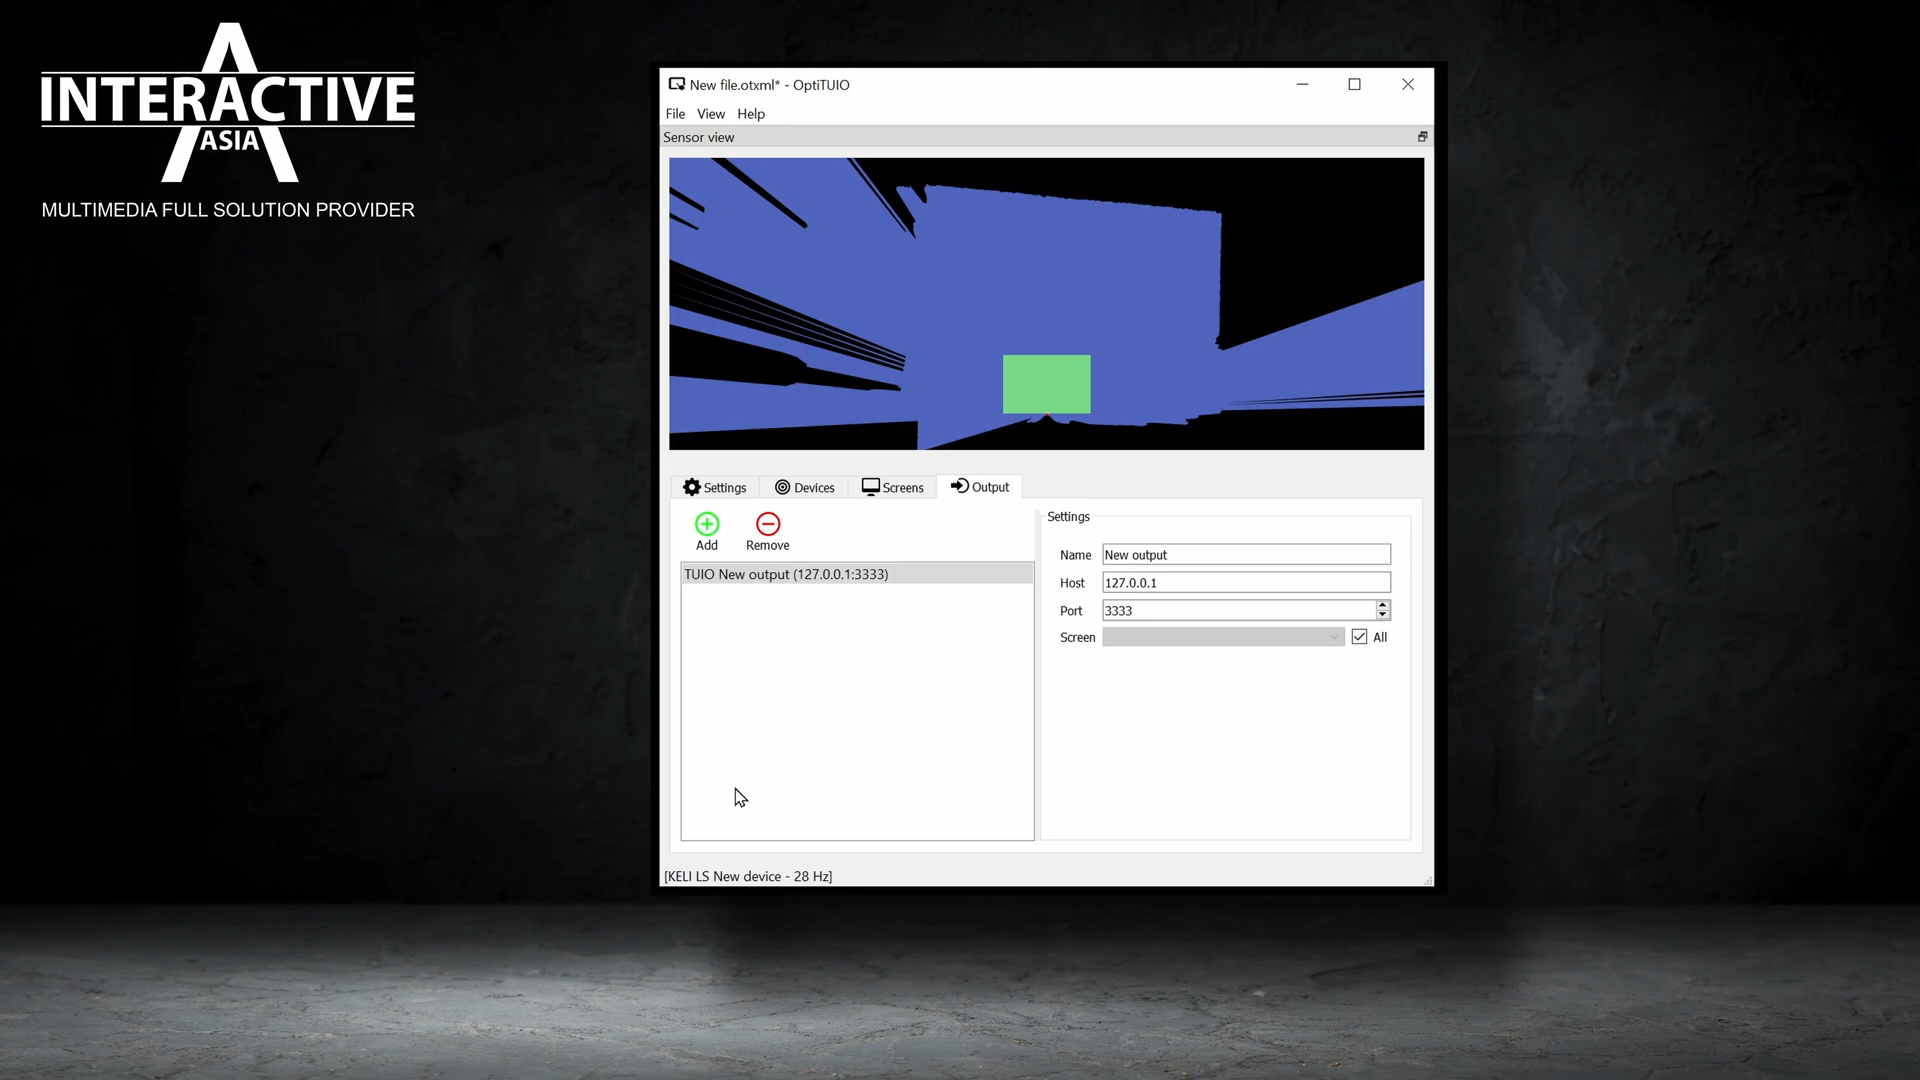 INTERACTIVE
ASIA
MULTIMEDIA FULL SOLUTION PROVIDER
New file.otxml* - OptiTUIO
File View Help
Sensor view
Settings Devices Screens Output
Add Remove
TUIO New output (127.0.0.1:3333)
Settings
Name New output
Host 127.0.0.1
Port 3333
Screen All
[KELI LS New device - 28 Hz]